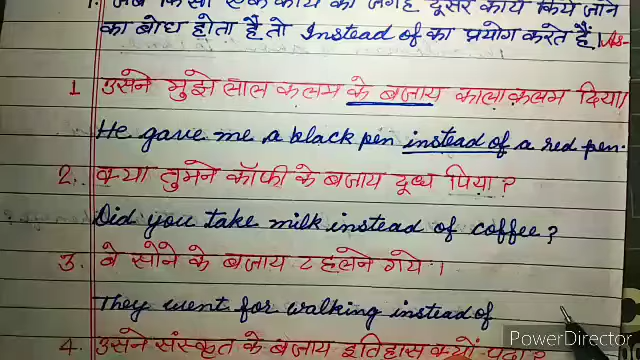 1. जब किसी एक कार्य की जगह दूसरे कार्य किये जाने
का बोध होता है तो Instead of का प्रयोग करते हैं। As-
1 उसने मुझे लाल कलम के बजाय काला कलम दिया।
He gave me a black pen instead of a red pen.
2. क्या तुमने कॉफी के बजाय दूध पिया ?
Did you take milk instead of coffee?
3. वे सोने के बजाय टहलने गये।
They went for walking instead of
4. उसने संस्कृत के बजाय इतिहास क्यों
PowerDirector